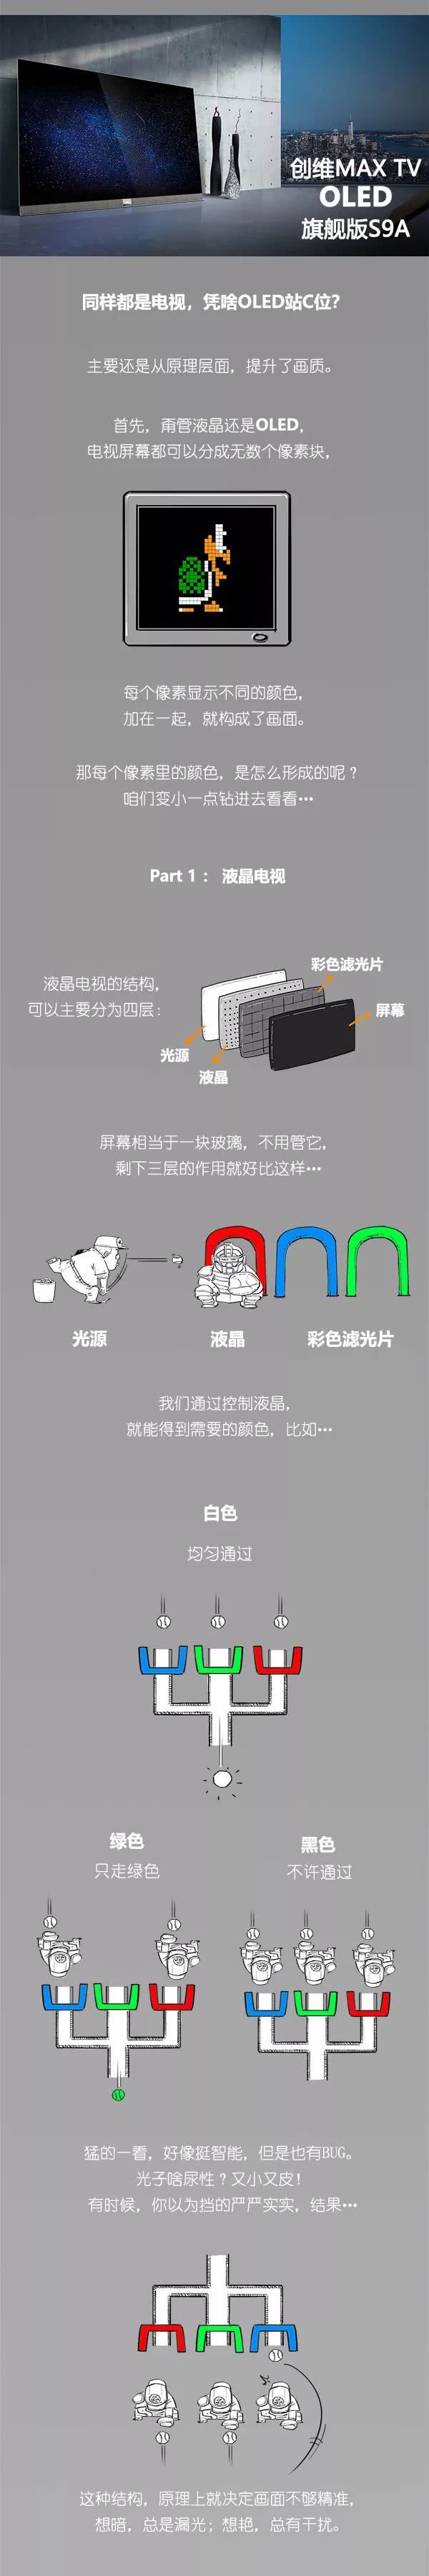 创维MAX TV
OLED
旗舰版S9A
同样都是电视，凭啥OLED站C位？
主要还是从原理层面，提升了画质。
首先，甭管液晶还是OLED，
电视屏幕都可以分成无数个像素块，
每个像素显示不同的颜色，
加在一起，就构成了画面。
那每个像素里的颜色，是怎么形成的呢？
咱们变小一点钻进去看看…
Part 1： 液晶电视
液晶电视的结构，
可以主要分为四层：
彩色滤光片
屏幕
光源
液晶
屏幕相当于一块玻璃，不用管它，
剩下三层的作用就好比这样…
光源
液晶
彩色滤光片
我们通过控制液晶，
就能得到需要的颜色，比如…
白色
均匀通过
绿色
只走绿色
黑色
不许通过
猛的一看，好像挺智能，但是也有BUG。
光子啥尿性？又小又皮！
有时候，你以为挡的严严实实，结果…
这种结构，原理上就决定画面不够精准，
想暗，总是漏光；想艳，总有干扰。